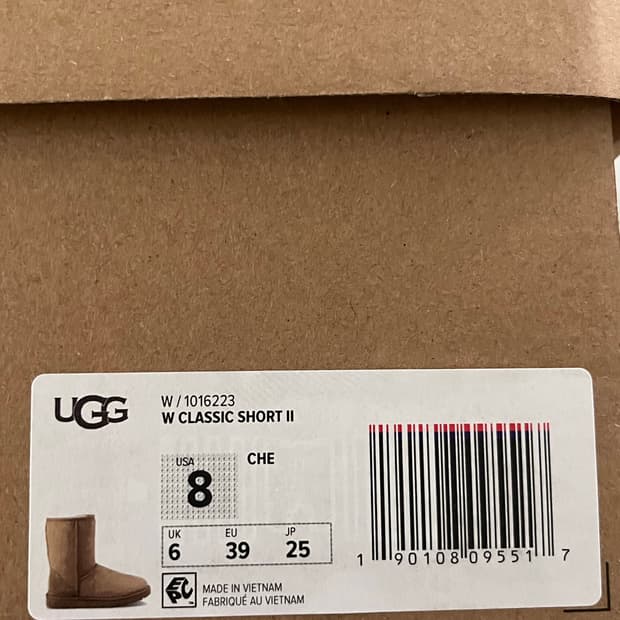 UGG
W / 1016223
W CLASSIC SHORT II
USA
8
CHE
UK EU JP
6 39 25
1 90108 09551 7
EPC
MADE IN VIETNAM
FABRIQUÉ AU VIETNAM